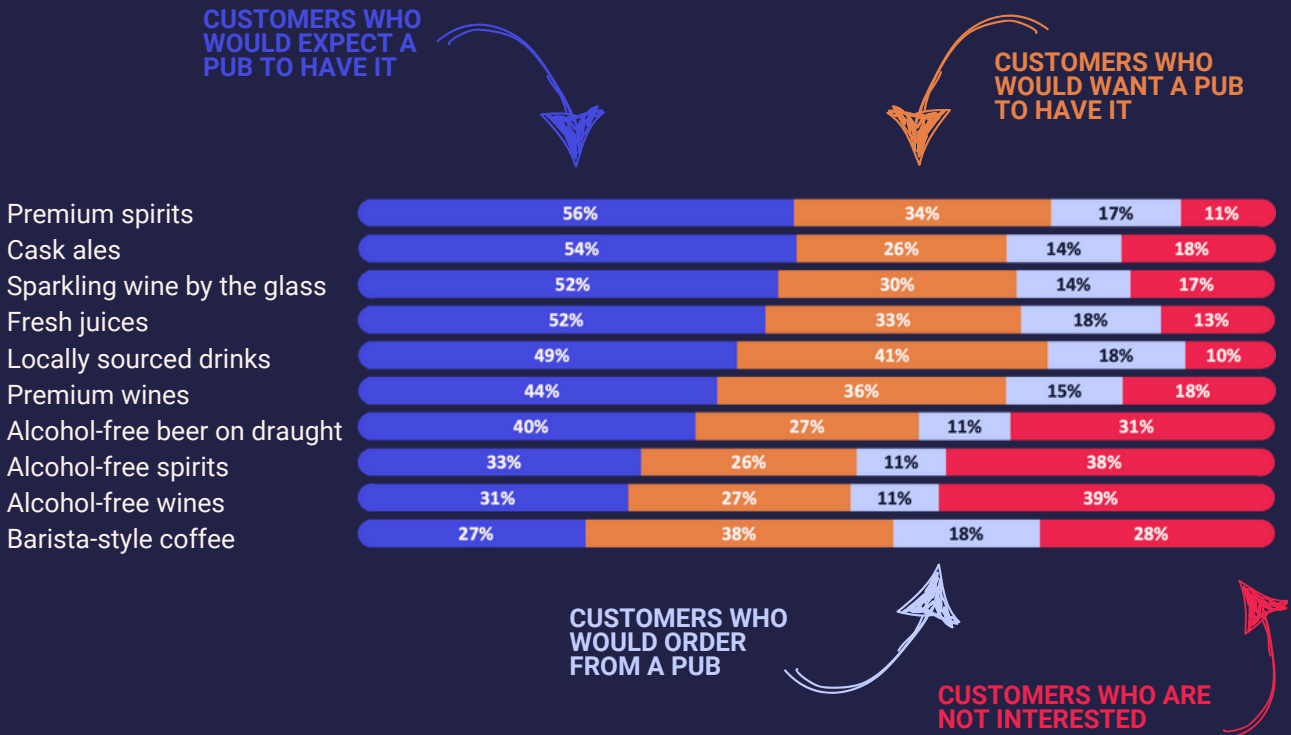 CUSTOMERS WHO
WOULD EXPECT A
PUB TO HAVE IT
CUSTOMERS WHO
WOULD WANT A PUB
TO HAVE IT
Premium spirits 56% 34% 17% 11%
Cask ales 54% 26% 14% 18%
Sparkling wine by the glass 52% 30% 14% 17%
Fresh juices 52% 33% 18% 13%
Locally sourced drinks 49% 41% 18% 10%
Premium wines 44% 36% 15% 18%
Alcohol-free beer on draught 40% 27% 11% 31%
Alcohol-free spirits 33% 26% 11% 38%
Alcohol-free wines 31% 27% 11% 39%
Barista-style coffee 27% 38% 18% 28%
CUSTOMERS WHO
WOULD ORDER
FROM A PUB
CUSTOMERS WHO ARE
NOT INTERESTED